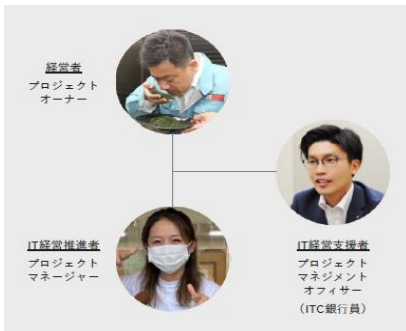 経営者
プロジェクト
オーナー
IT経営推進者
プロジェクト
マネージャー
IT経営支援者
プロジェクト
マネジメント
オフィサー
(ITC銀行員)